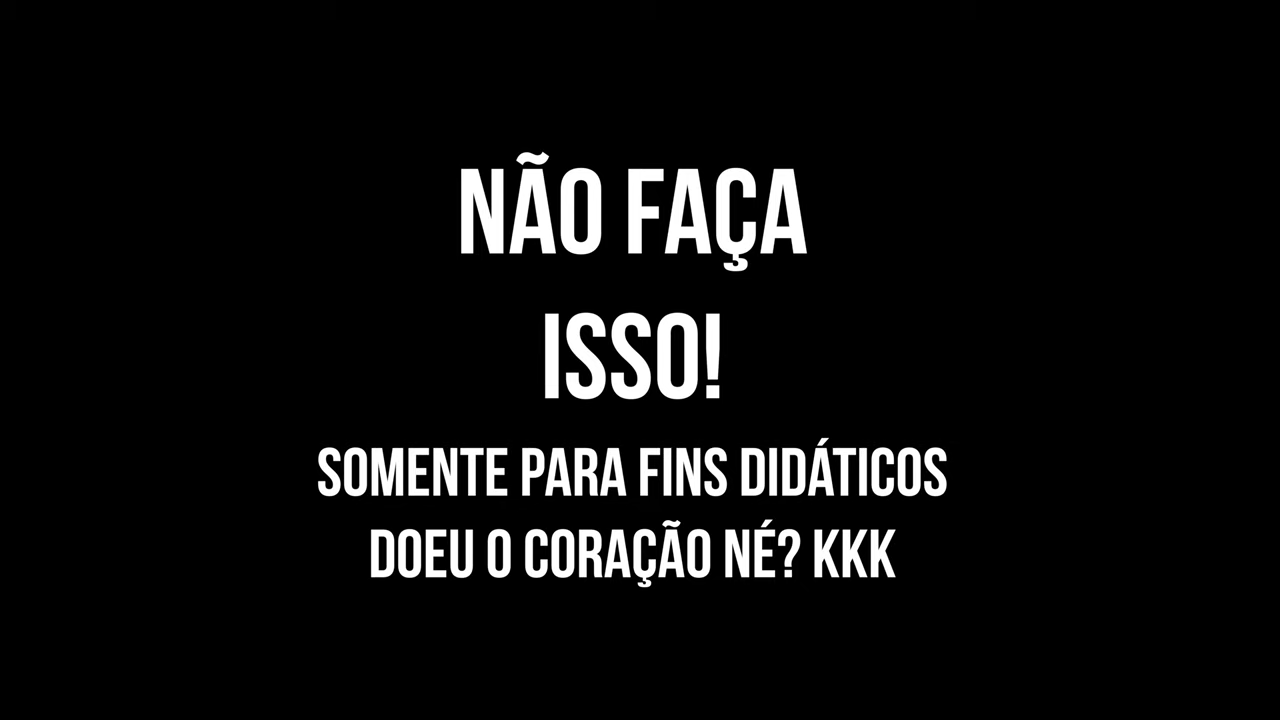 NÃO FAÇA
ISSO!
SOMENTE PARA FINS DIDÁTICOS
DOEU O CORAÇÃO NÉ? KKK